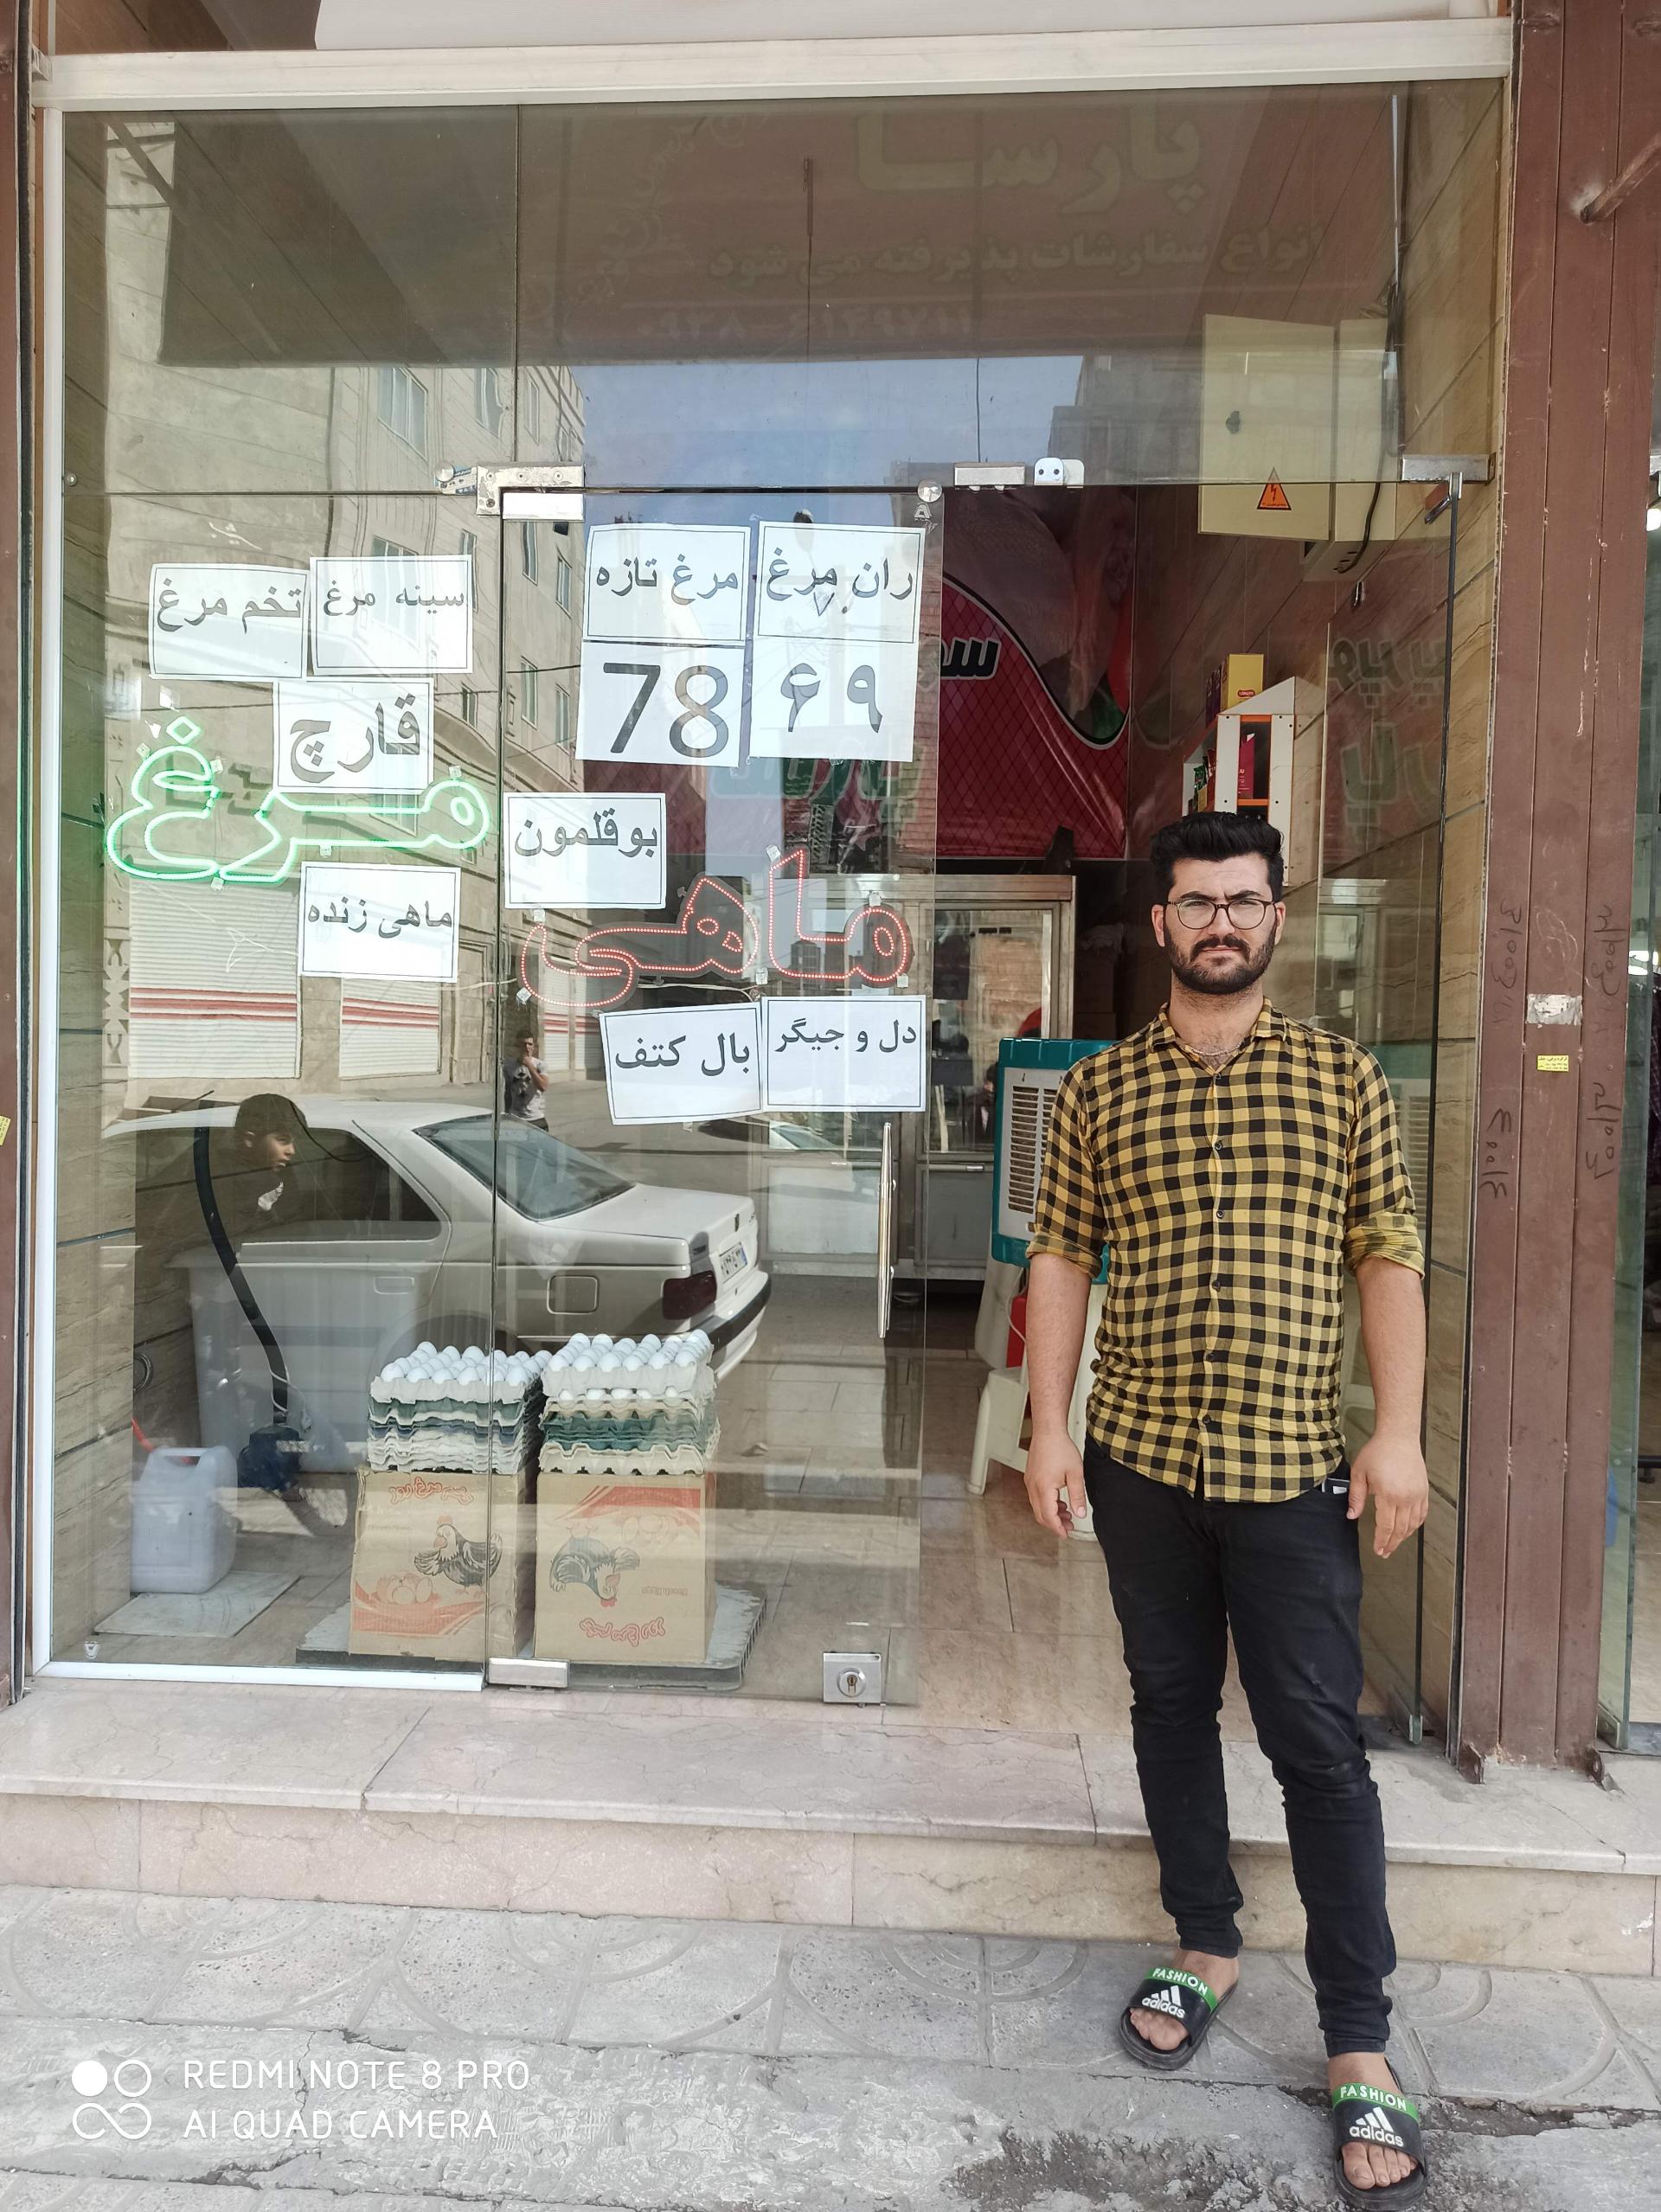 پارسا
انواع سفارشات پذیرفته می شود
ران مرغ
۷۰
۶۹
مرغ تازه
78
سینه مرغ
تخم مرغ
قارچ
مرغ
بوقلمون
ماهی زنده
ماهی
دل و جیگر
بال کتف
FASHION
adidas
FASHION
adidas
REDMI NOTE 8 PRO
AI QUAD CAMERA